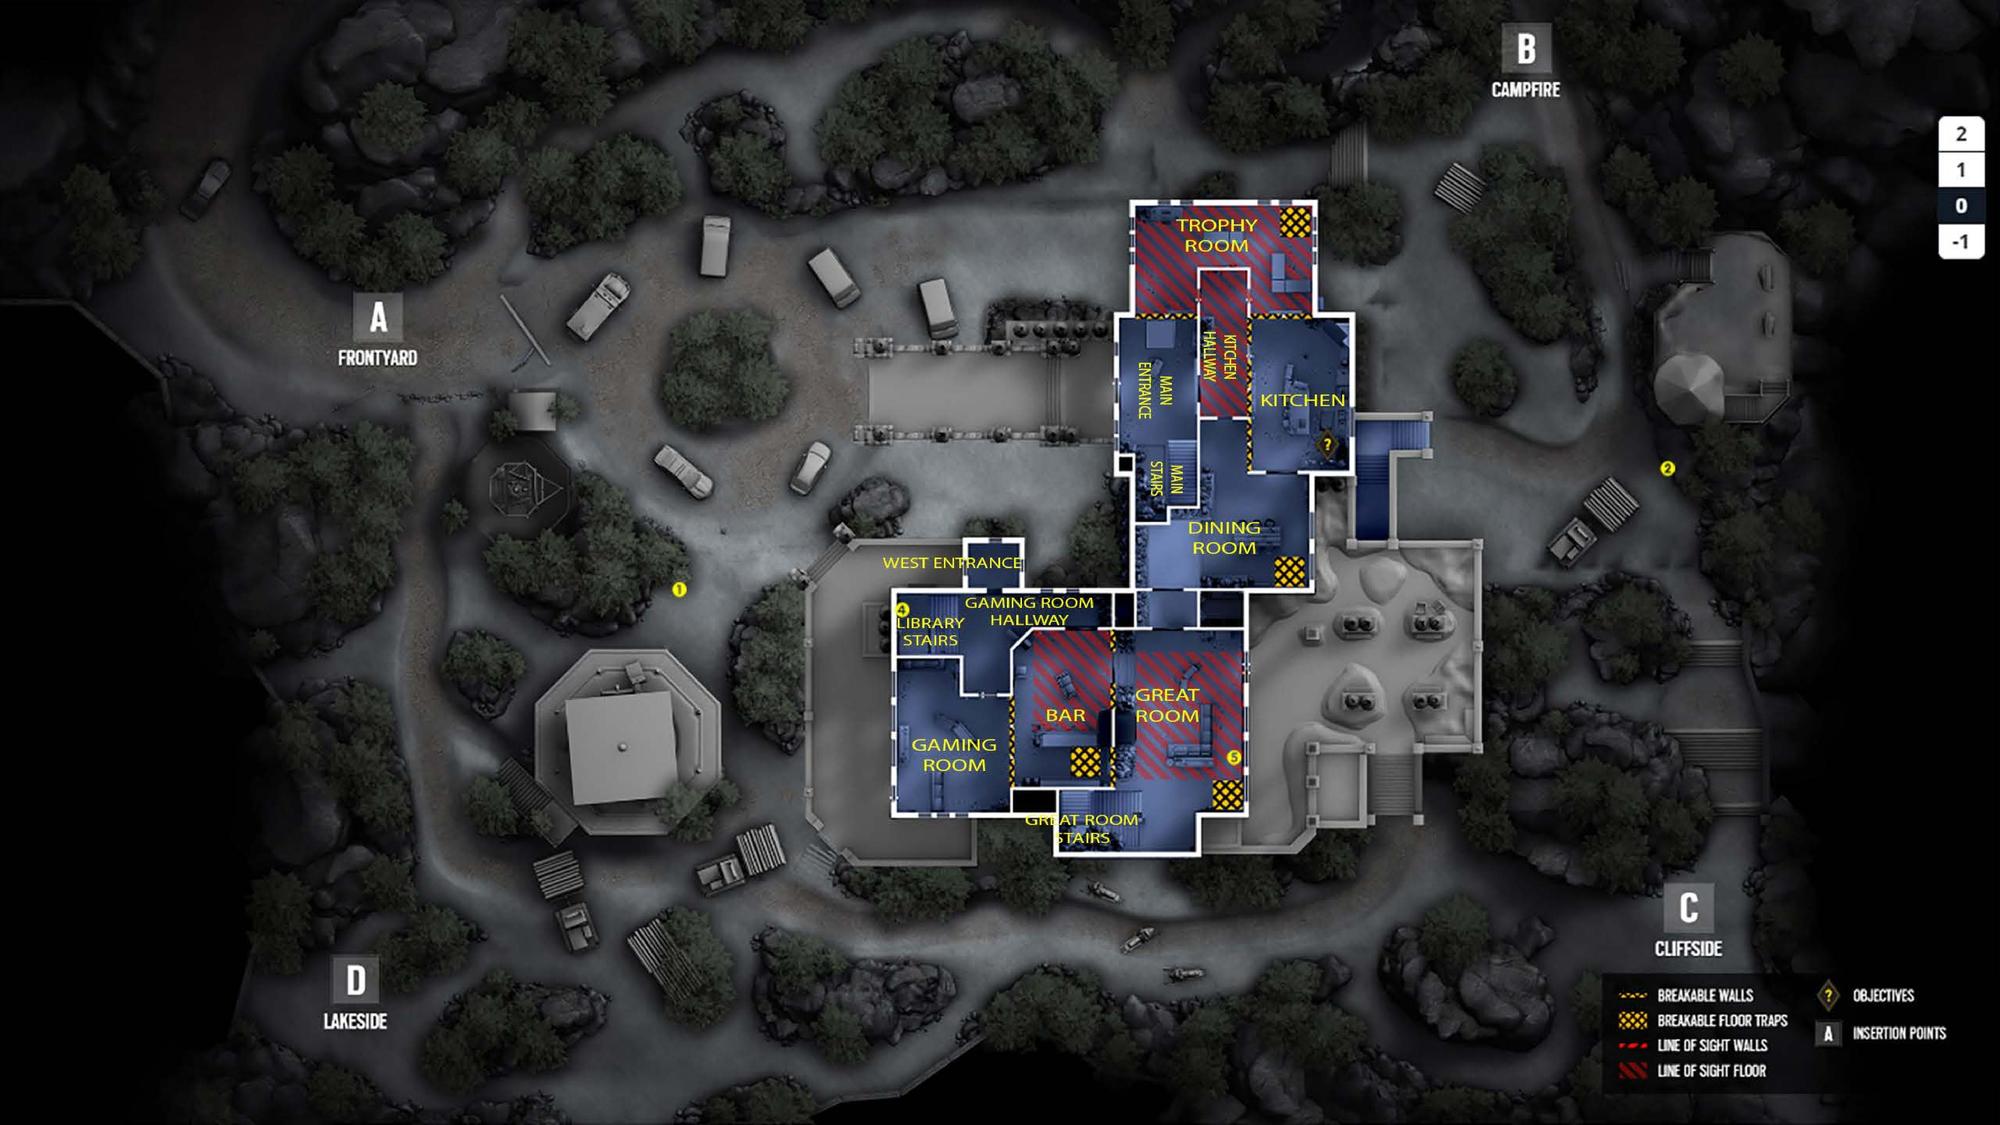 B
CAMPFIRE
2
1
0
-1
A
FRONTYARD
TROPHY
ROOM
KITCHEN
HALLWAY
MAIN
ENTRANCE
KITCHEN
?
MAIN
STAIRS
2
DINING
ROOM
WEST ENTRANCE
1
4
GAMING ROOM
HALLWAY
LIBRARY
STAIRS
GREAT
ROOM
BAR
GAMING
ROOM
5
GREAT ROOM
STAIRS
C
CLIFFSIDE
D
LAKESIDE
BREAKABLE WALLS
BREAKABLE FLOOR TRAPS
LINE OF SIGHT WALLS
LINE OF SIGHT FLOOR
?
OBJECTIVES
A
INSERTION POINTS